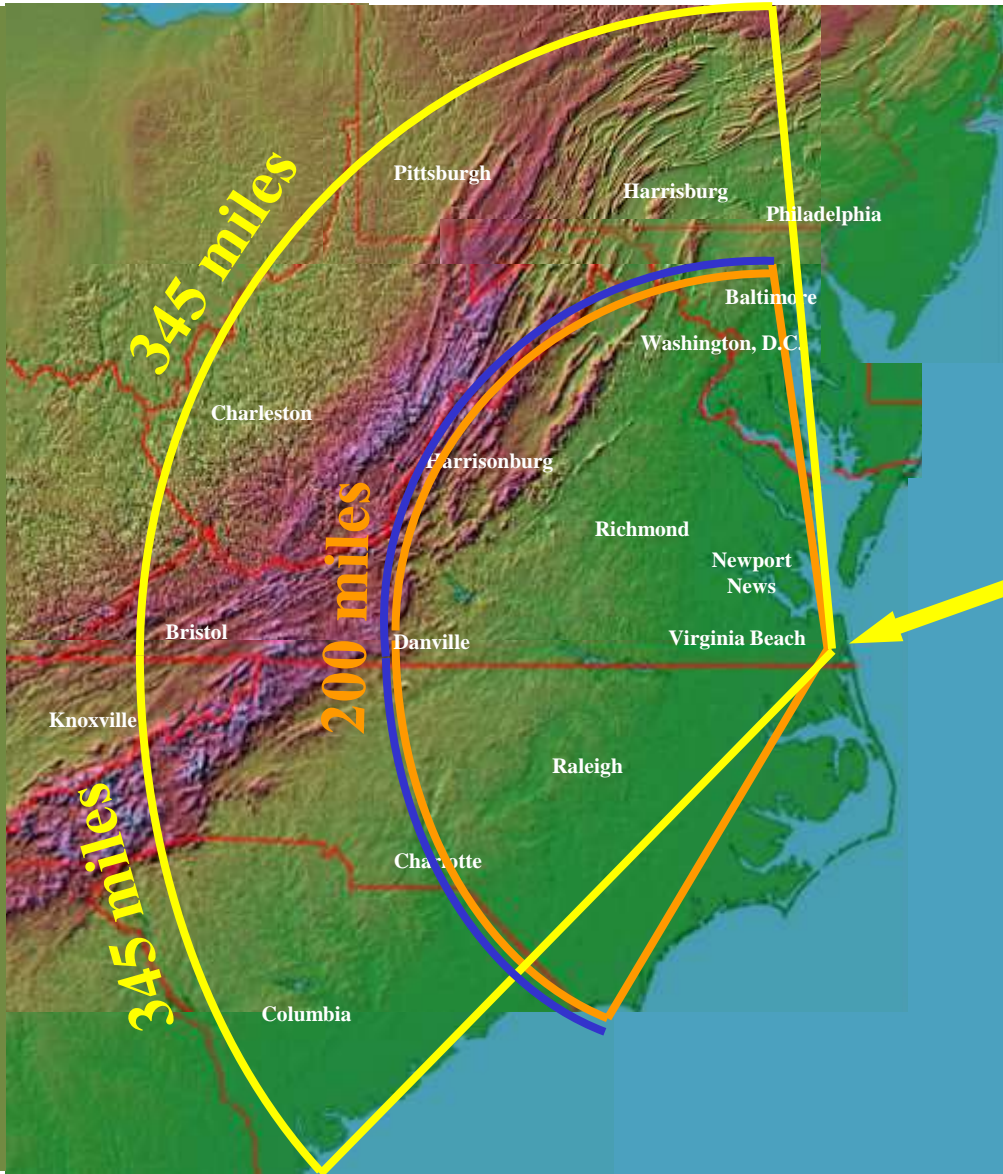 Pittsburgh
Harrisburg
Philadelphia
345 miles
Baltimore
Washington, D.C.
Charleston
Harrisonburg
200 miles
Richmond
Newport
News
Bristol
Danville
Virginia Beach
Knoxville
Raleigh
345 miles
Charlotte
Columbia